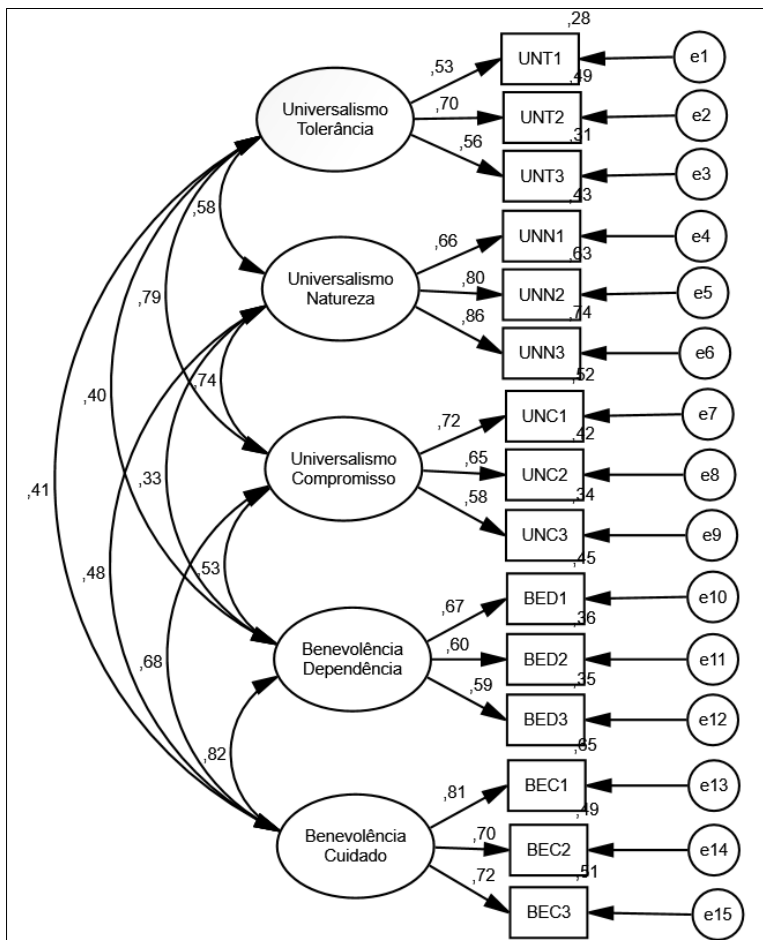 ,28
,53
UNT1
e1
,49
Universalismo
Tolerância
,70
UNT2
e2
,31
,56
UNT3
e3
,43
,58
,66
UNN1
e4
,63
Universalismo
Natureza
,80
UNN2
e5
,74
,79
,86
UNN3
e6
,52
,74
,40
,72
UNC1
e7
,42
Universalismo
Compromisso
,65
UNC2
e8
,34
,41
,33
,58
UNC3
e9
,45
,48
,53
,67
BED1
e10
,36
Benevolência
Dependência
,60
BED2
e11
,35
,68
,59
BED3
e12
,65
,82
,81
BEC1
e13
,49
Benevolência
Cuidado
,70
BEC2
e14
,51
,72
BEC3
e15